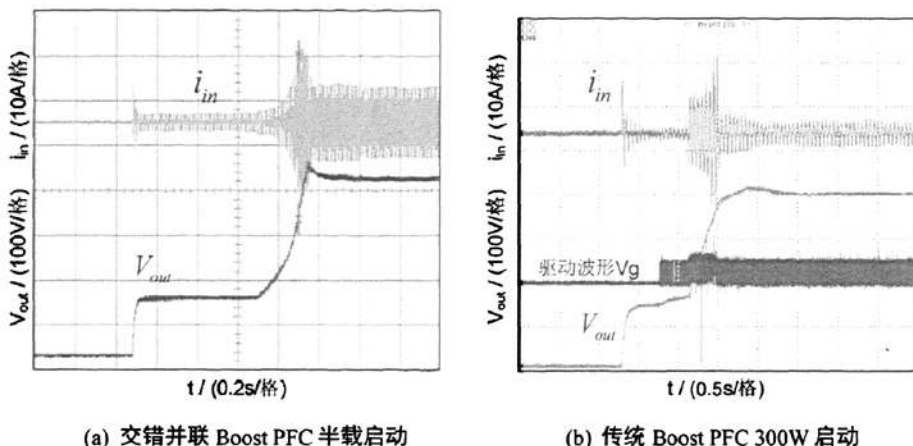 i_in / (10A/格)
V_out / (100V/格)
i_in
V_out
t / (0.2s/格)
(a) 交错并联 Boost PFC 半载启动
i_in / (10A/格)
V_out / (100V/格)
i_in
驱动波形Vg
V_out
t / (0.5s/格)
(b) 传统 Boost PFC 300W 启动